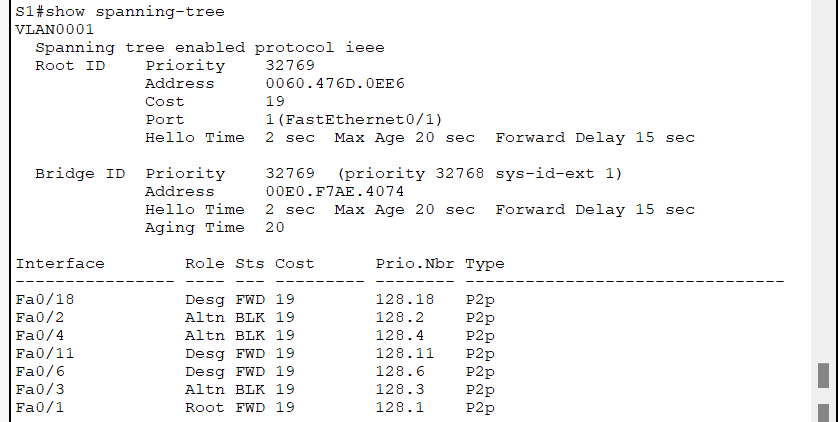 S1#show spanning-tree
VLAN0001
  Spanning tree enabled protocol ieee
  Root ID    Priority    32769
             Address     0060.476D.0EE6
             Cost        19
             Port        1(FastEthernet0/1)
             Hello Time  2 sec  Max Age 20 sec  Forward Delay 15 sec

  Bridge ID  Priority    32769  (priority 32768 sys-id-ext 1)
             Address     00E0.F7AE.4074
             Hello Time  2 sec  Max Age 20 sec  Forward Delay 15 sec
             Aging Time  20

Interface        Role Sts Cost      Prio.Nbr Type
---------------- ---- --- --------- -------- --------------------------------
Fa0/18           Desg FWD 19        128.18   P2p
Fa0/2            Altn BLK 19        128.2    P2p
Fa0/4            Altn BLK 19        128.4    P2p
Fa0/11           Desg FWD 19        128.11   P2p
Fa0/6            Desg FWD 19        128.6    P2p
Fa0/3            Altn BLK 19        128.3    P2p
Fa0/1            Root FWD 19        128.1    P2p